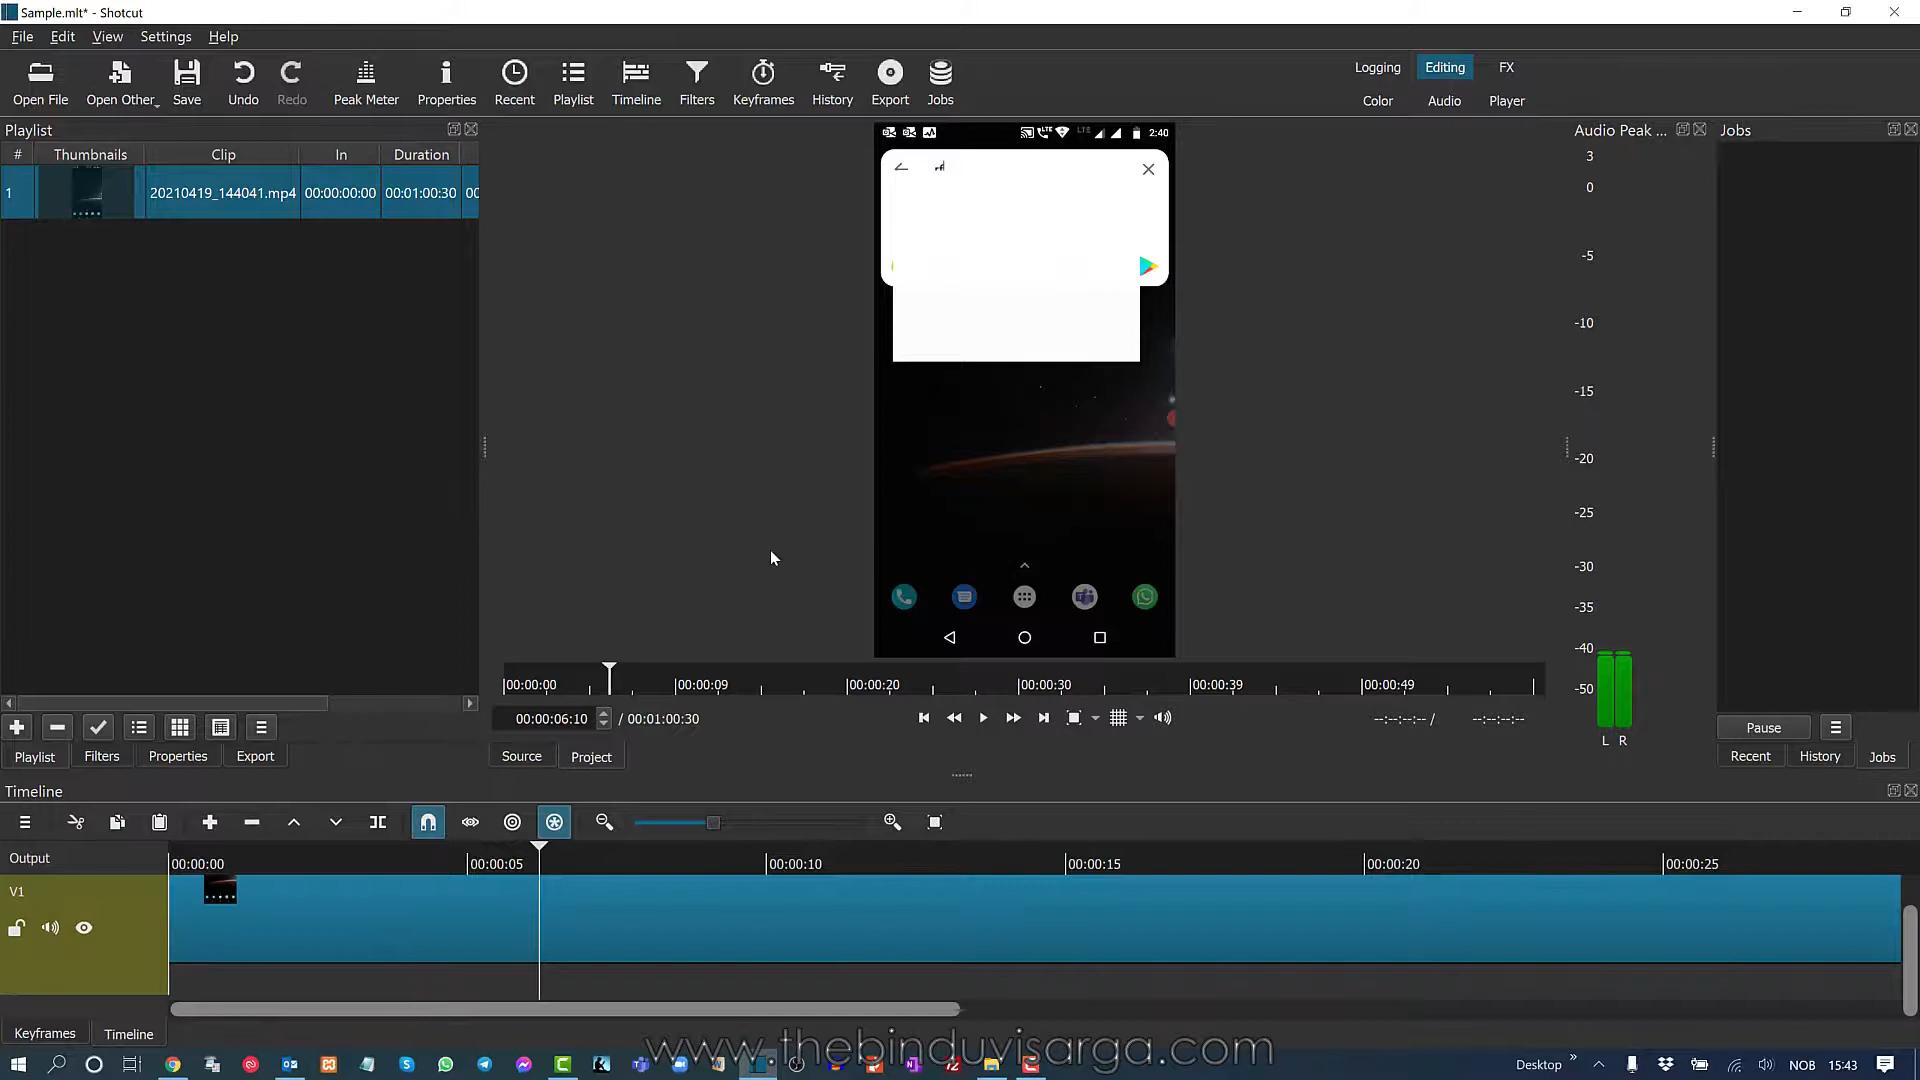 Sample.mlt* - Shotcut
File Edit View Settings Help
Open File Open Other Save Undo Redo Peak Meter Properties Recent Playlist Timeline Filters Keyframes History Export Jobs
Logging Editing FX
Color Audio Player
Playlist
# Thumbnails Clip In Duration
1 20210419_144041.mp4 00:00:00:00 00:01:00:30 00
LTE LTE 2:40
Audio Peak ...
3
0
-5
-10
-15
-20
-25
-30
-35
-40
-50
L R
Jobs
00:00:00 00:00:09 00:00:20 00:00:30 00:00:39 00:00:49
00:00:06:10 / 00:01:00:30 --:--:--:-- / --:--:--:--
Pause
Playlist Filters Properties Export
Source Project
Recent History Jobs
Timeline
Output 00:00:00 00:00:05 00:00:10 00:00:15 00:00:20 00:00:25
V1
Keyframes Timeline
www.thebinduvisarga.com
Desktop » NOB 15:43